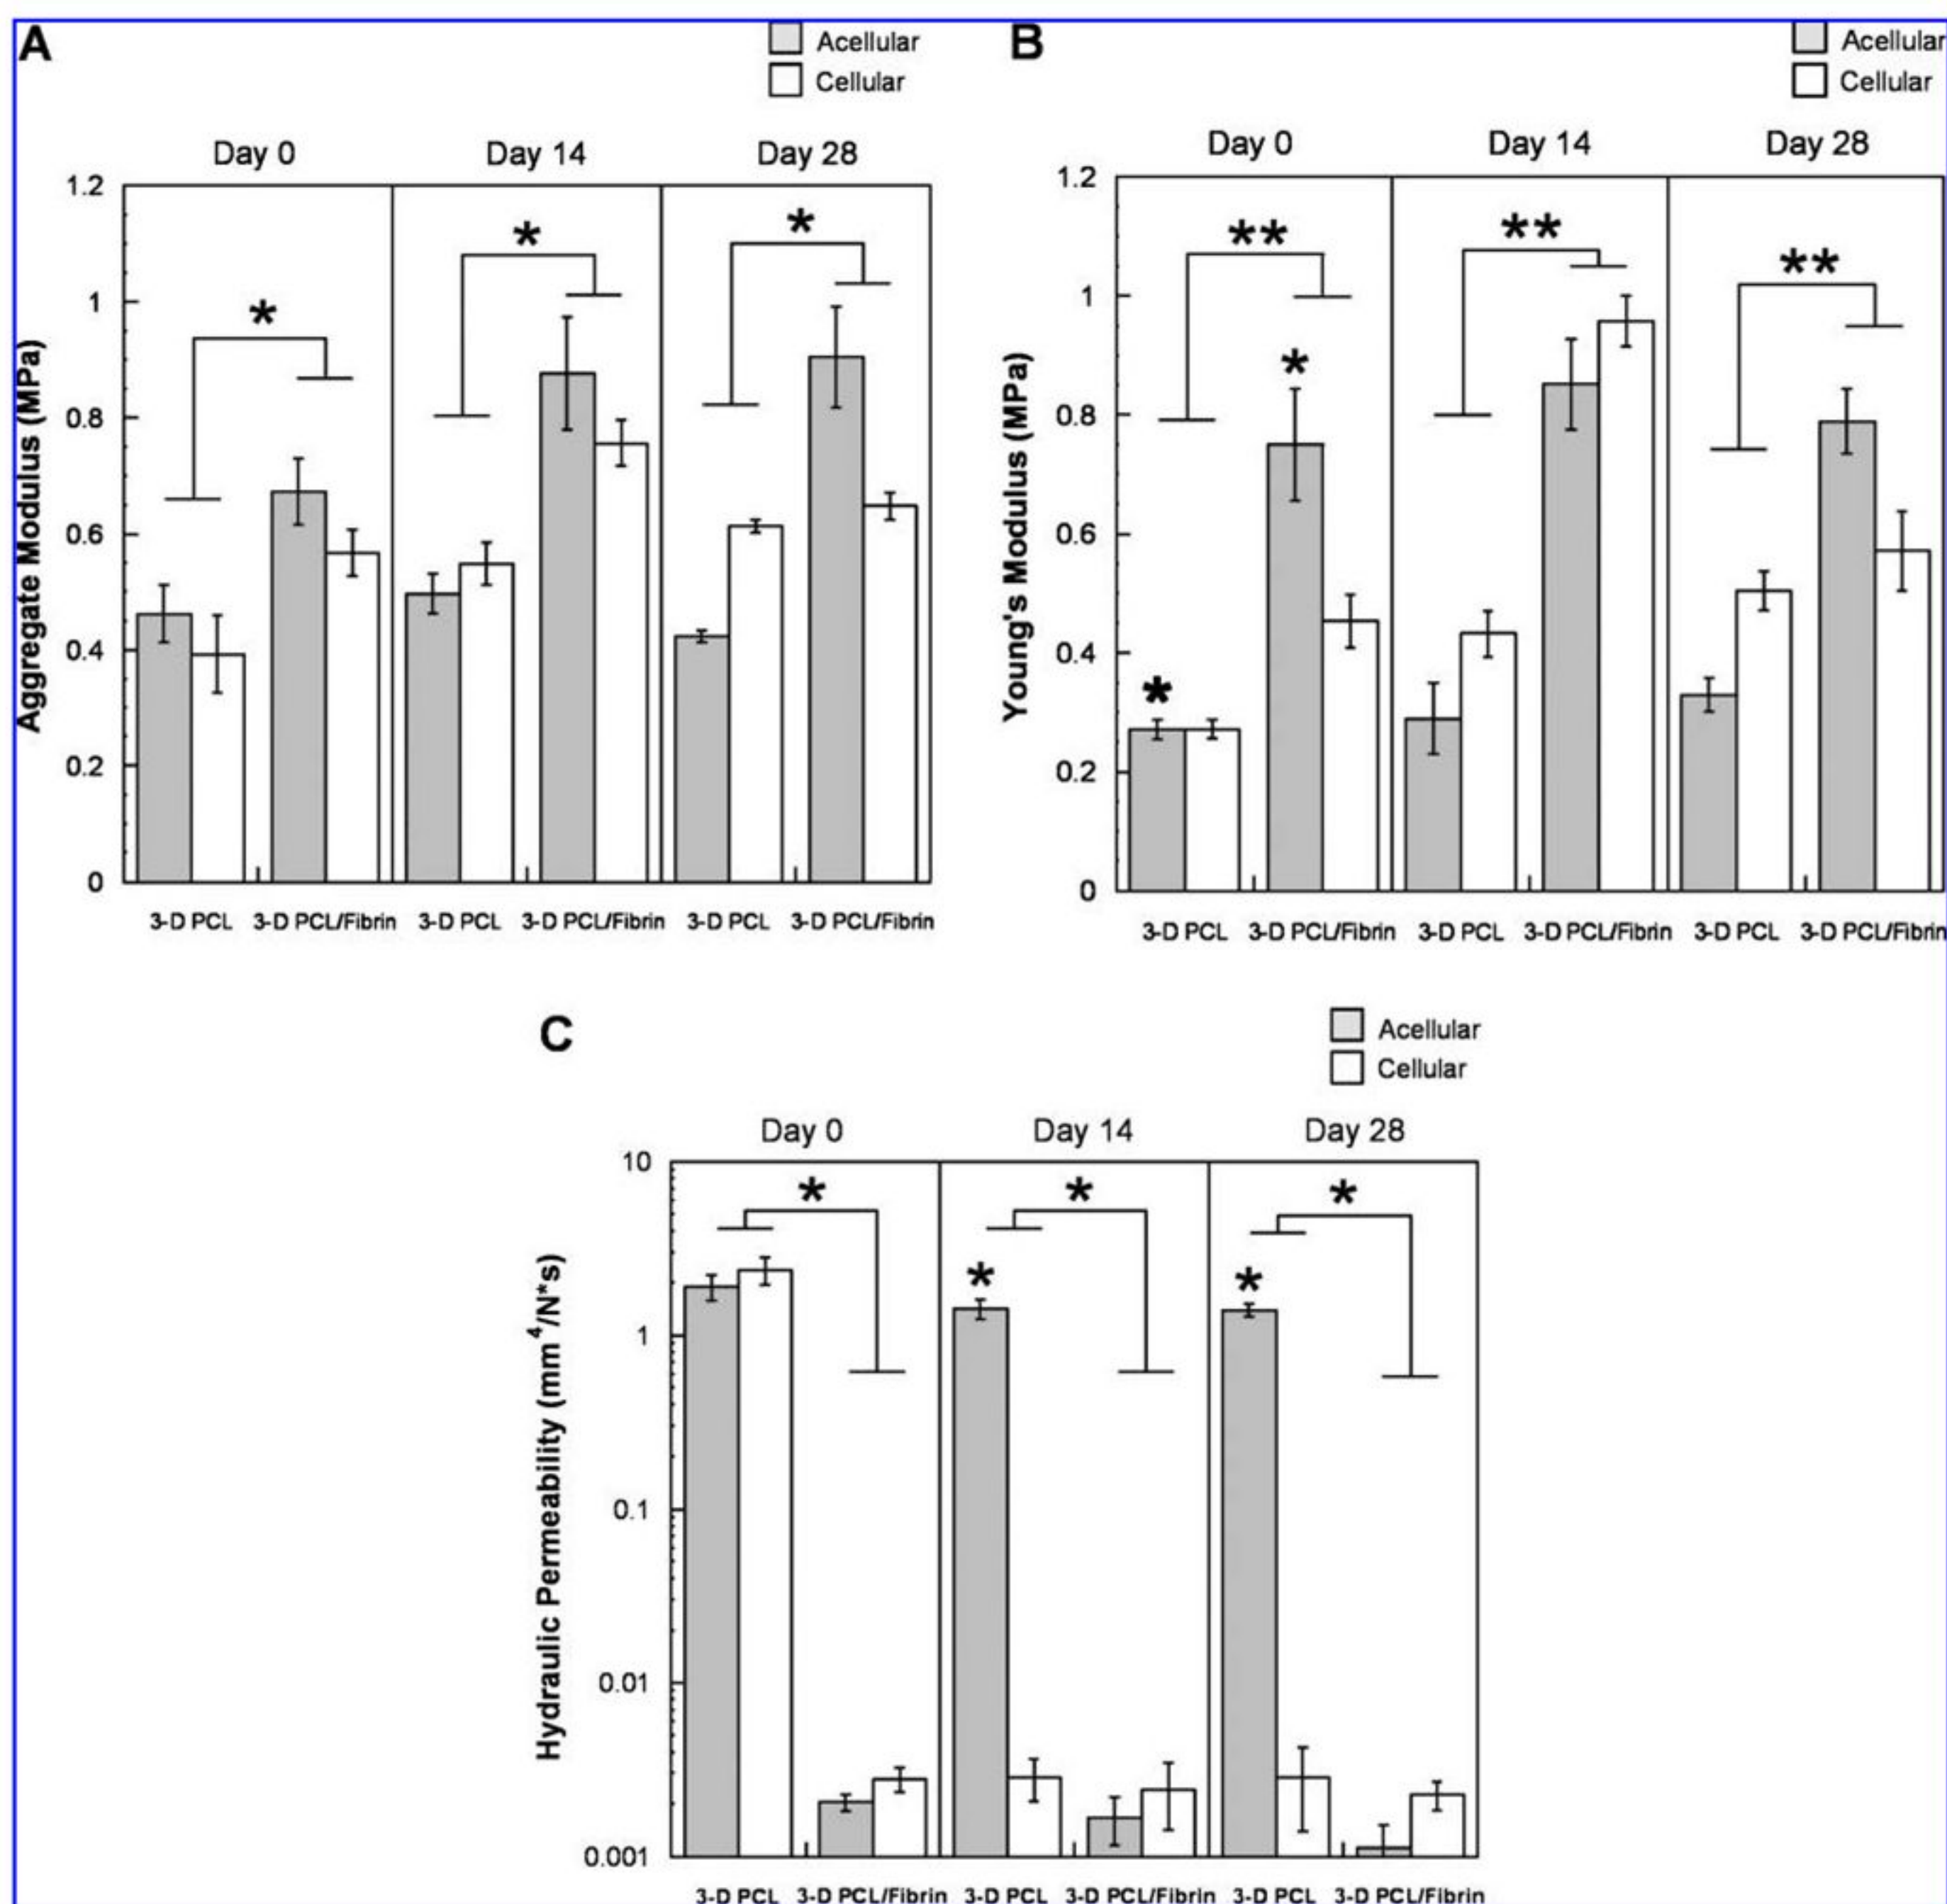 A
Acellular
Cellular
Day 0 Day 14 Day 28
*
*
*
Aggregate Modulus (MPa)
1.2
1
0.8
0.6
0.4
0.2
0
3-D PCL 3-D PCL/Fibrin 3-D PCL 3-D PCL/Fibrin 3-D PCL 3-D PCL/Fibrin
B
Acellular
Cellular
Day 0 Day 14 Day 28
**
**
**
*
*
Young's Modulus (MPa)
1.2
1
0.8
0.6
0.4
0.2
0
3-D PCL 3-D PCL/Fibrin 3-D PCL 3-D PCL/Fibrin 3-D PCL 3-D PCL/Fibrin
C
Acellular
Cellular
Day 0 Day 14 Day 28
* * *
* *
Hydraulic Permeability (mm4/N*s)
10
1
0.1
0.01
0.001
3-D PCL 3-D PCL/Fibrin 3-D PCL 3-D PCL/Fibrin 3-D PCL 3-D PCL/Fibrin